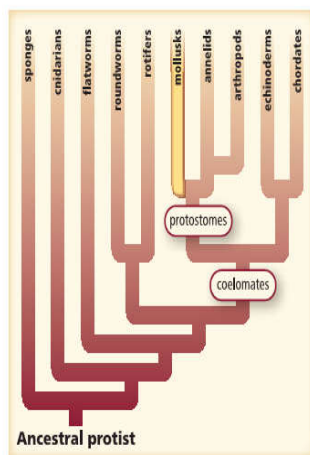 sponges
cnidarians
flatworms
roundworms
rotifers
mollusks
annelids
arthropods
echinoderms
chordates
protostomes
coelomates
Ancestral protist